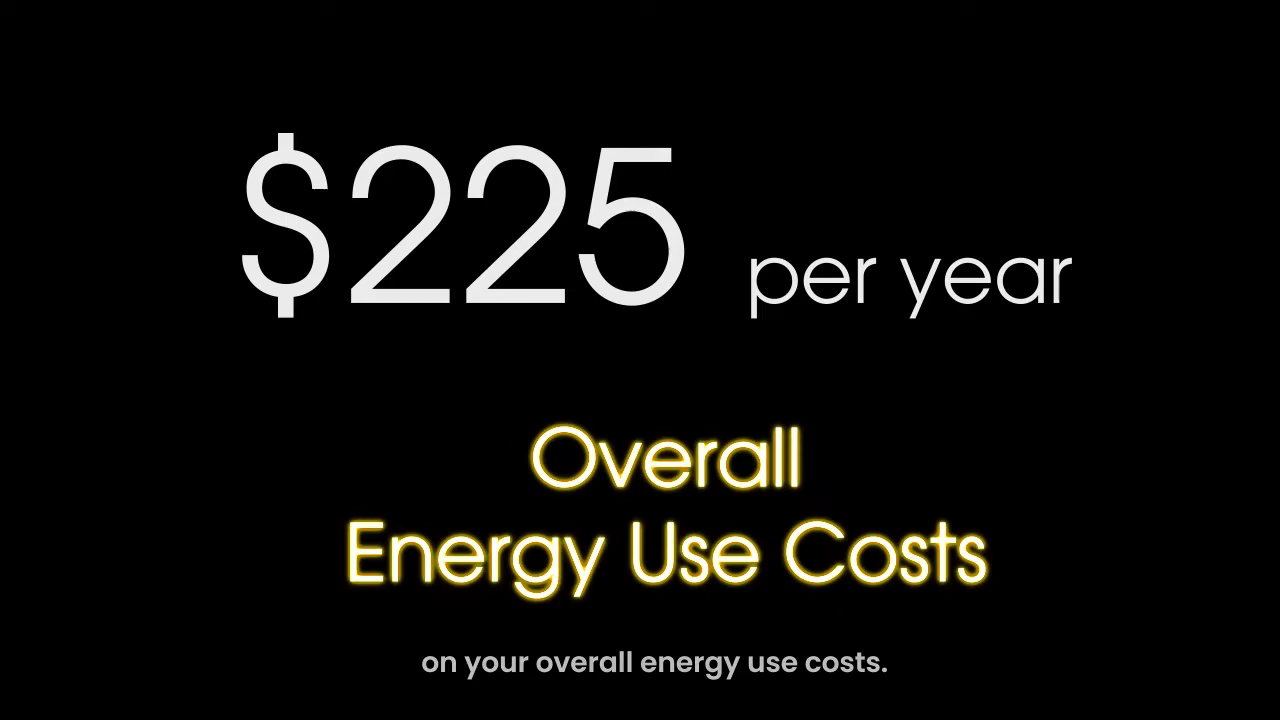 $225 per year
Overall
Energy Use Costs
on your overall energy use costs.